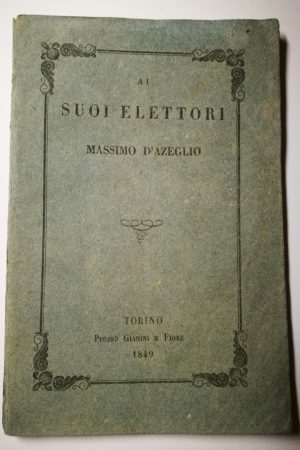 AI
SUOI ELETTORI
MASSIMO D'AZEGLIO
TORINO
PRESSO GIANINI E FIORE
1849